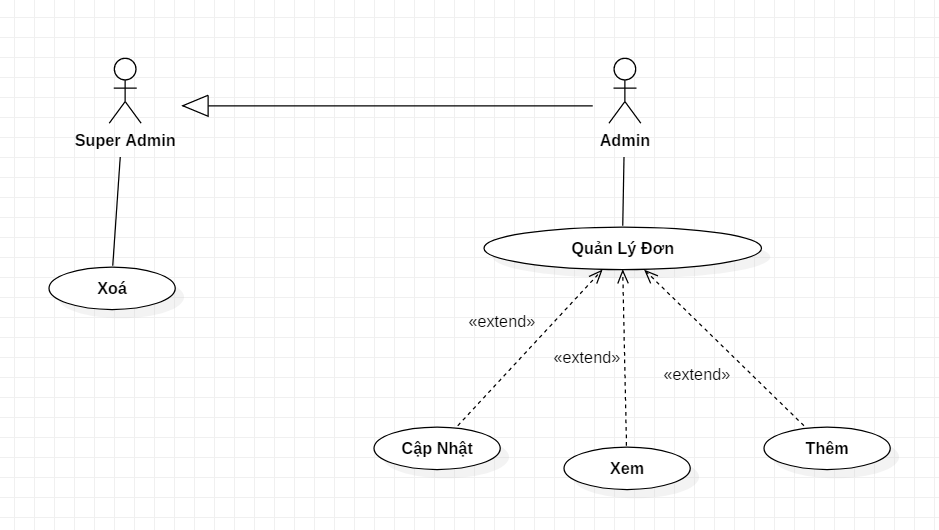 Super Admin
Admin
Quản Lý Đơn
Xoá
«extend»
«extend»
«extend»
Cập Nhật
Xem
Thêm